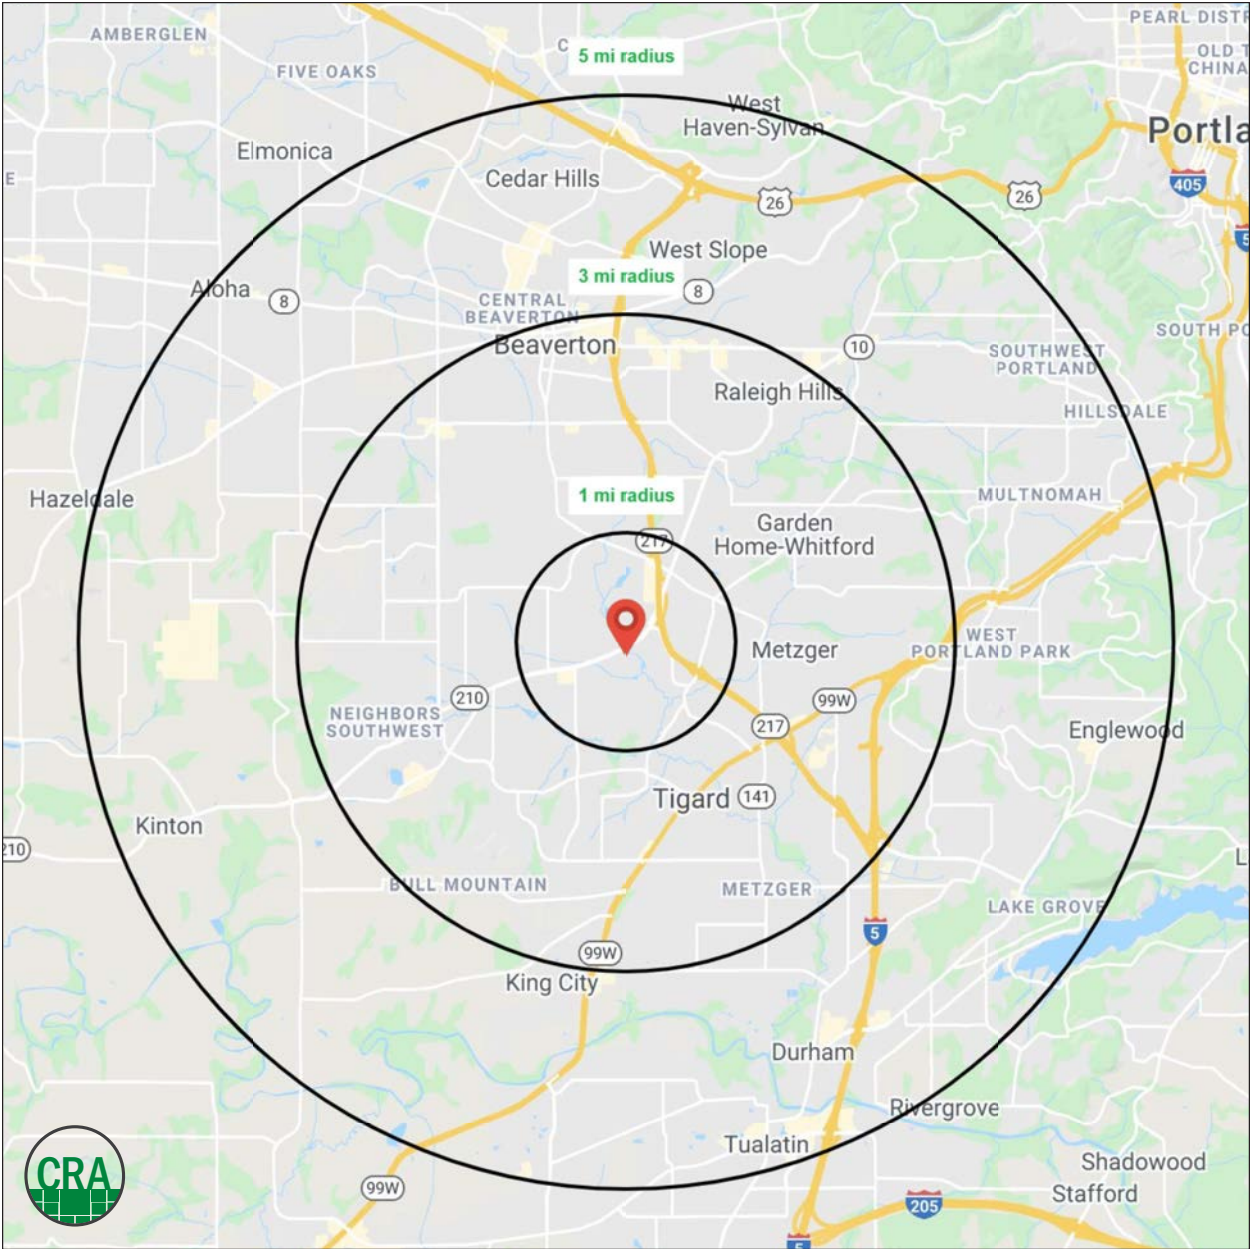 PEARL DISTR
AMBERGLEN
C
5 mi radius
OLD T
CHINA
FIVE OAKS
West
Haven-Sylvan
Portla
Elmonica
E
Cedar Hills
405
26
26
5
West Slope
3 mi radius
Aloha
8
8
CENTRAL
BEAVERTON
SOUTH PO
Beaverton
10
SOUTHWEST
PORTLAND
Raleigh Hills
HILLSDALE
1 mi radius
Hazeldale
MULTNOMAH
Garden
Home-Whitford
217
WEST
PORTLAND PARK
Metzger
210
99W
NEIGHBORS
SOUTHWEST
217
Englewood
Tigard
141
Kinton
210
L
BULL MOUNTAIN
METZGER
LAKE GROVE
5
99W
King City
Durham
Rivergrove
Tualatin
CRA
Shadowood
99W
Stafford
205
5